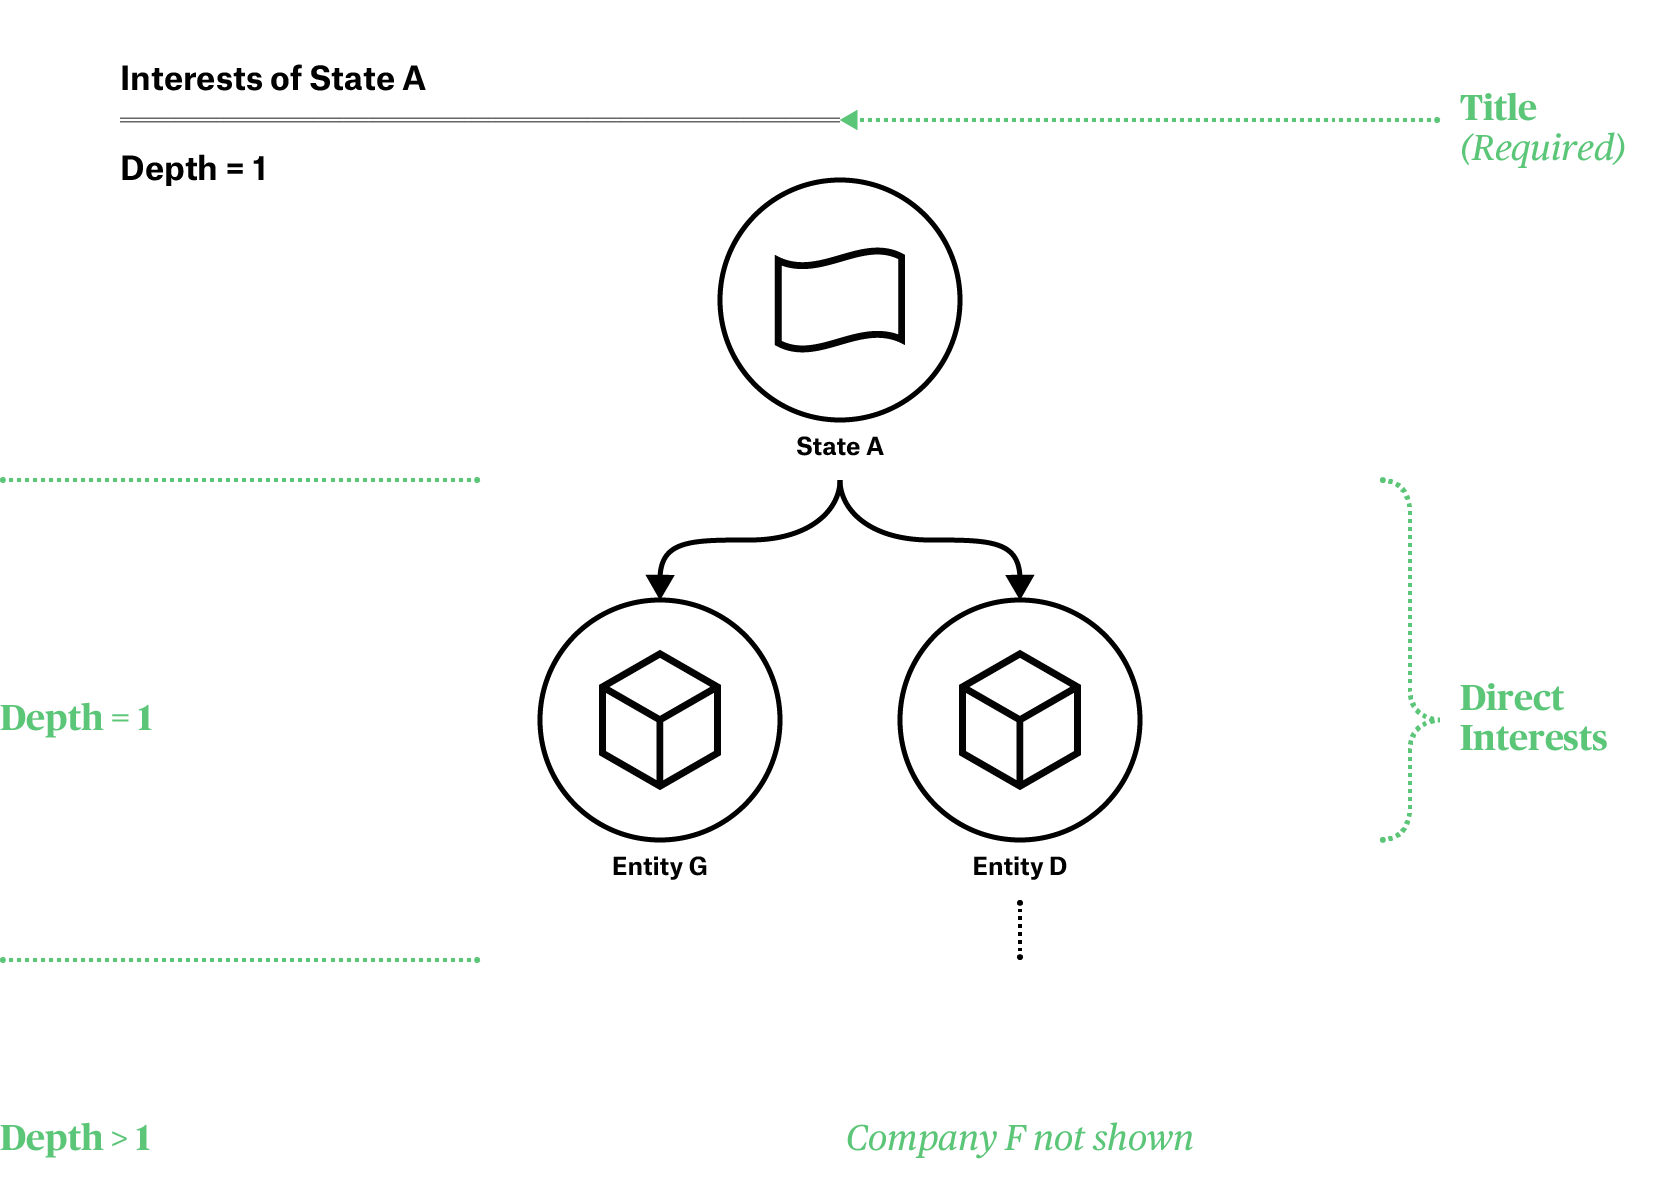 Interests of State A
Title
(Required)
Depth = 1
State A
Depth = 1
Direct
Interests
Entity G
Entity D
Depth > 1
Company F not shown